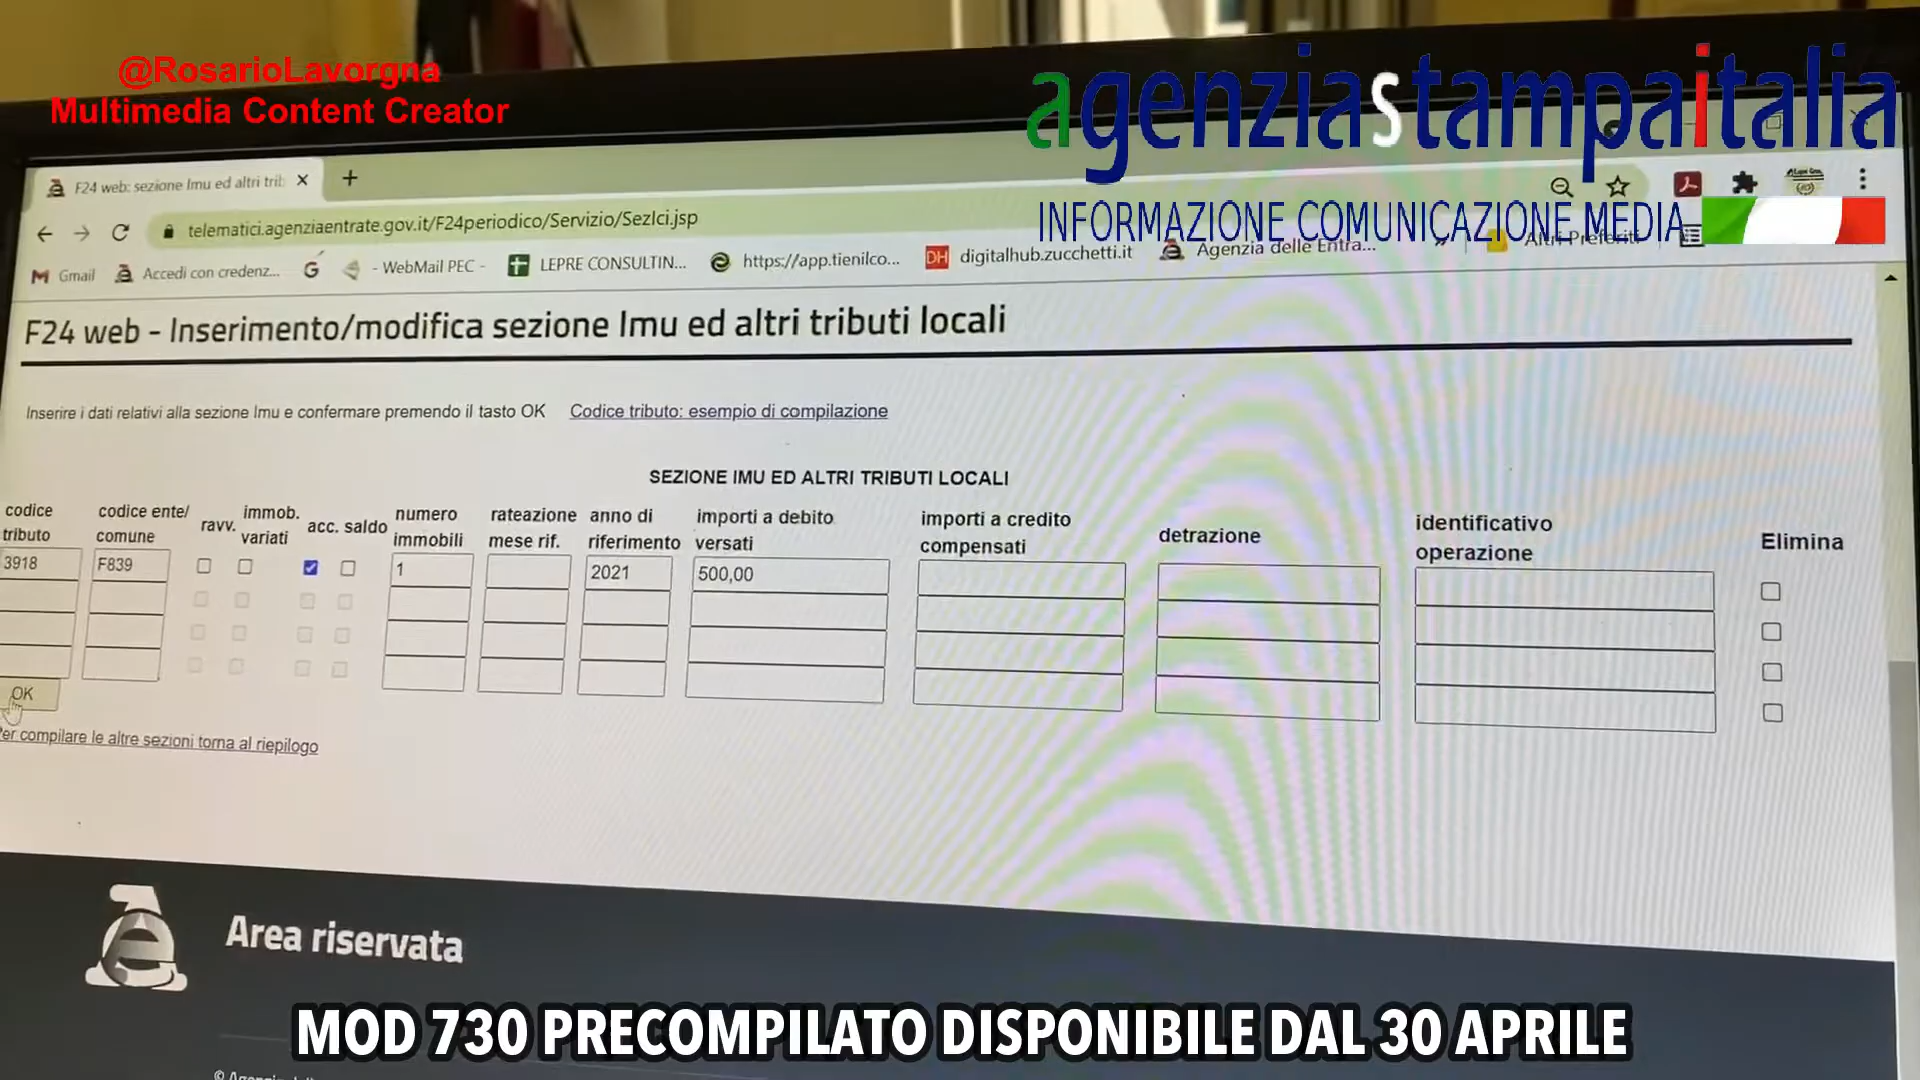 @RosarioLavorgna
Multimedia Content Creator
agenziastampaitalia
INFORMAZIONE COMUNICAZIONE MEDIA
F24 web: sezione Imu ed altri trib
telematici.agenziaentrate.gov.it/F24periodico/Servizio/SezIci.jsp
Gmail
Accedi con credenz...
- WebMail PEC -
LEPRE CONSULTIN...
https://app.tienilco...
DH
digitalhub.zucchetti.it
Agenzia delle Entra...
»
Altri Preferiti
F24 web - Inserimento/modifica sezione Imu ed altri tributi locali
Inserire i dati relativi alla sezione Imu e confermare premendo il tasto OK Codice tributo: esempio di compilazione
SEZIONE IMU ED ALTRI TRIBUTI LOCALI
codice tributo
codice ente/ comune
ravv.
immob. variati
acc.
saldo
numero immobili
rateazione mese rif.
anno di riferimento
importi a debito versati
importi a credito compensati
detrazione
identificativo operazione
Elimina
3918 F839 1 2021 500,00
OK
Per compilare le altre sezioni torna al riepilogo
Area riservata
MOD 730 PRECOMPILATO DISPONIBILE DAL 30 APRILE